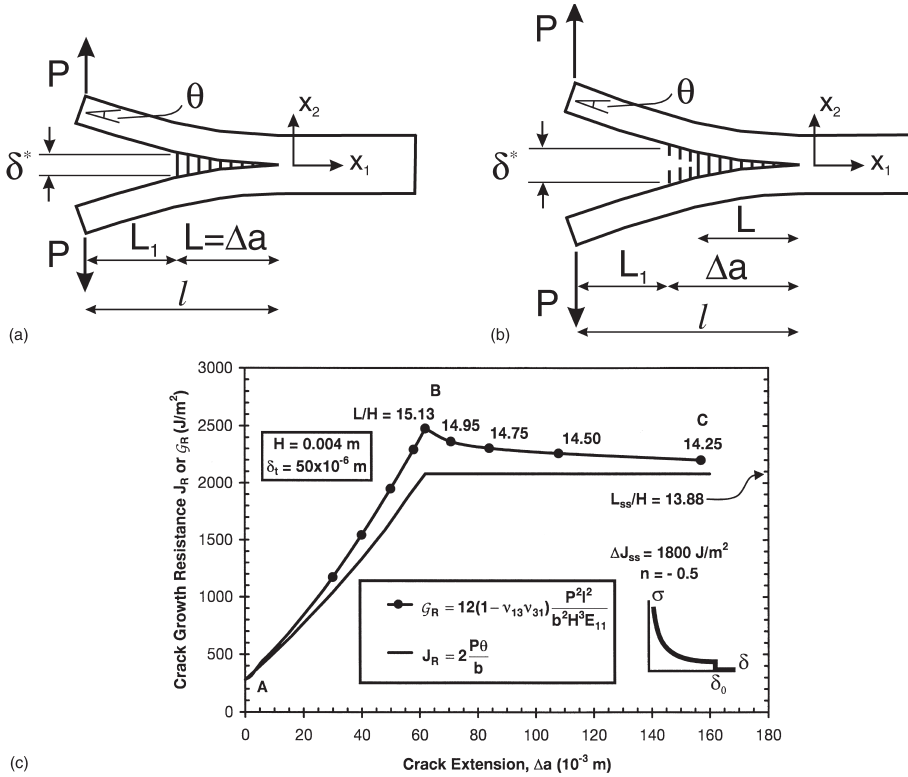 P
θ
x2
x1
δ*
P
L1
L=Δa
l
(a)
P
θ
x2
x1
δ*
L
P
L1
Δa
l
(b)
Crack Growth Resistance JR or 𝒢R (J/m²)
3000
2500
2000
1500
1000
500
0
H = 0.004 m
δt = 50x10⁻⁶ m
B
L/H = 15.13
14.95
14.75
14.50
C
14.25
Lss/H = 13.88
ΔJss = 1800 J/m²
n = - 0.5
σ
δ
δ0
𝒢R = 12(1− ν13ν31) P²l² / b²H³E11
JR = 2 Pθ / b
A
0 20 40 60 80 100 120 140 160 180
(c)
Crack Extension, Δa (10⁻³ m)